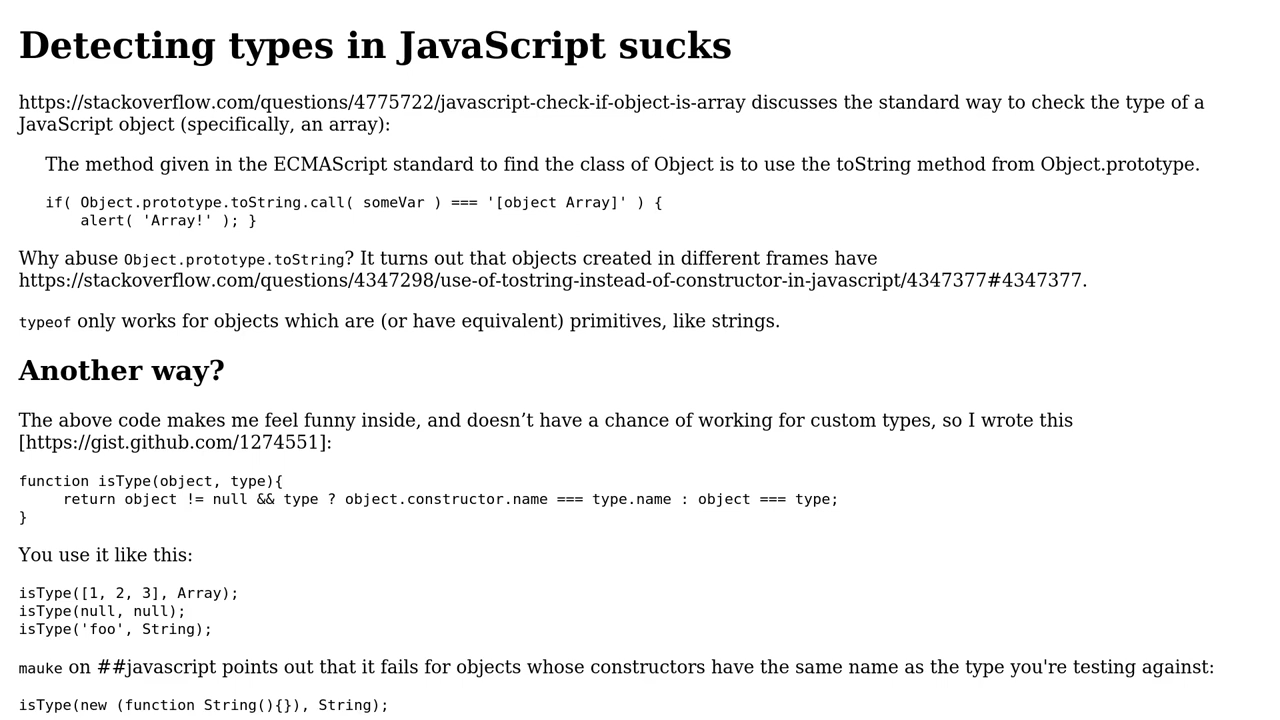 Detecting types in JavaScript sucks
https://stackoverflow.com/questions/4775722/javascript-check-if-object-is-array discusses the standard way to check the type of a
JavaScript object (specifically, an array):
The method given in the ECMAScript standard to find the class of Object is to use the toString method from Object.prototype.
if( Object.prototype.toString.call( someVar ) === '[object Array]' ) {
    alert( 'Array!' ); }
Why abuse Object.prototype.toString? It turns out that objects created in different frames have
https://stackoverflow.com/questions/4347298/use-of-tostring-instead-of-constructor-in-javascript/4347377#4347377.
typeof only works for objects which are (or have equivalent) primitives, like strings.
Another way?
The above code makes me feel funny inside, and doesn’t have a chance of working for custom types, so I wrote this
[https://gist.github.com/1274551]:
function isType(object, type){
     return object != null && type ? object.constructor.name === type.name : object === type;
}
You use it like this:
isType([1, 2, 3], Array);
isType(null, null);
isType('foo', String);
mauke on ##javascript points out that it fails for objects whose constructors have the same name as the type you're testing against:
isType(new (function String(){}), String);